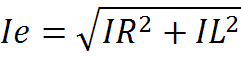 Ie = √IR² + IL²